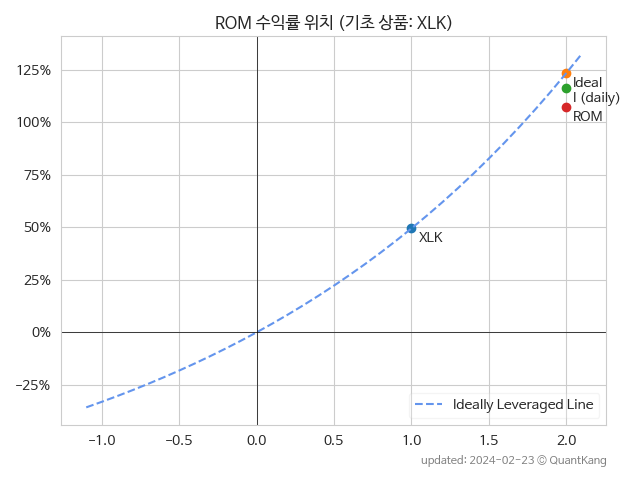 ROM 수익률 위치 (기초 상품: XLK)
125%
100%
75%
50%
25%
0%
−25%
Ideal
I (daily)
ROM
XLK
Ideally Leveraged Line
−1.0 −0.5 0.0 0.5 1.0 1.5 2.0
updated: 2024-02-23 © QuantKang